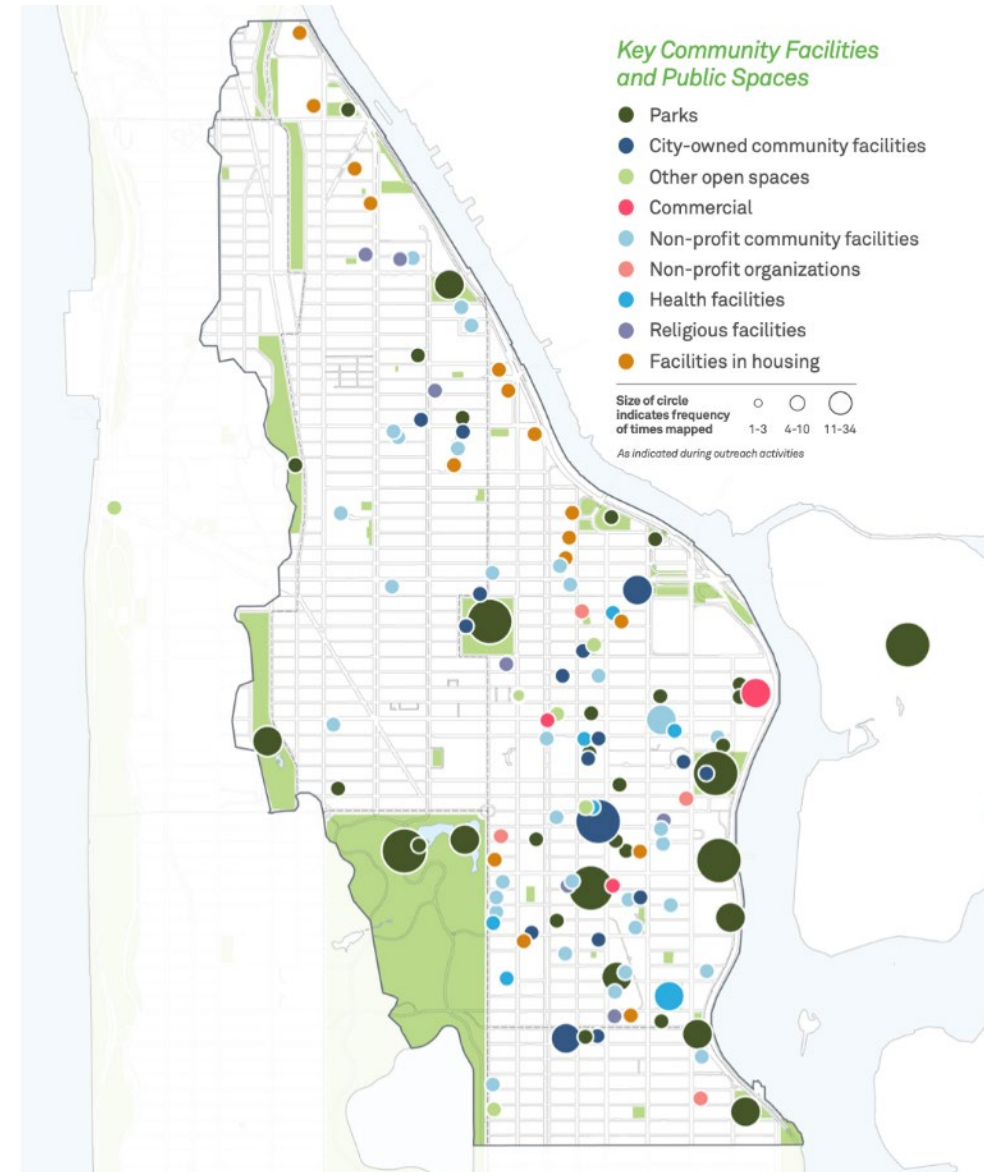 Key Community Facilities
and Public Spaces
Parks
City-owned community facilities
Other open spaces
Commercial
Non-profit community facilities
Non-profit organizations
Health facilities
Religious facilities
Facilities in housing
Size of circle
indicates frequency
of times mapped
1-3 4-10 11-34
As indicated during outreach activities